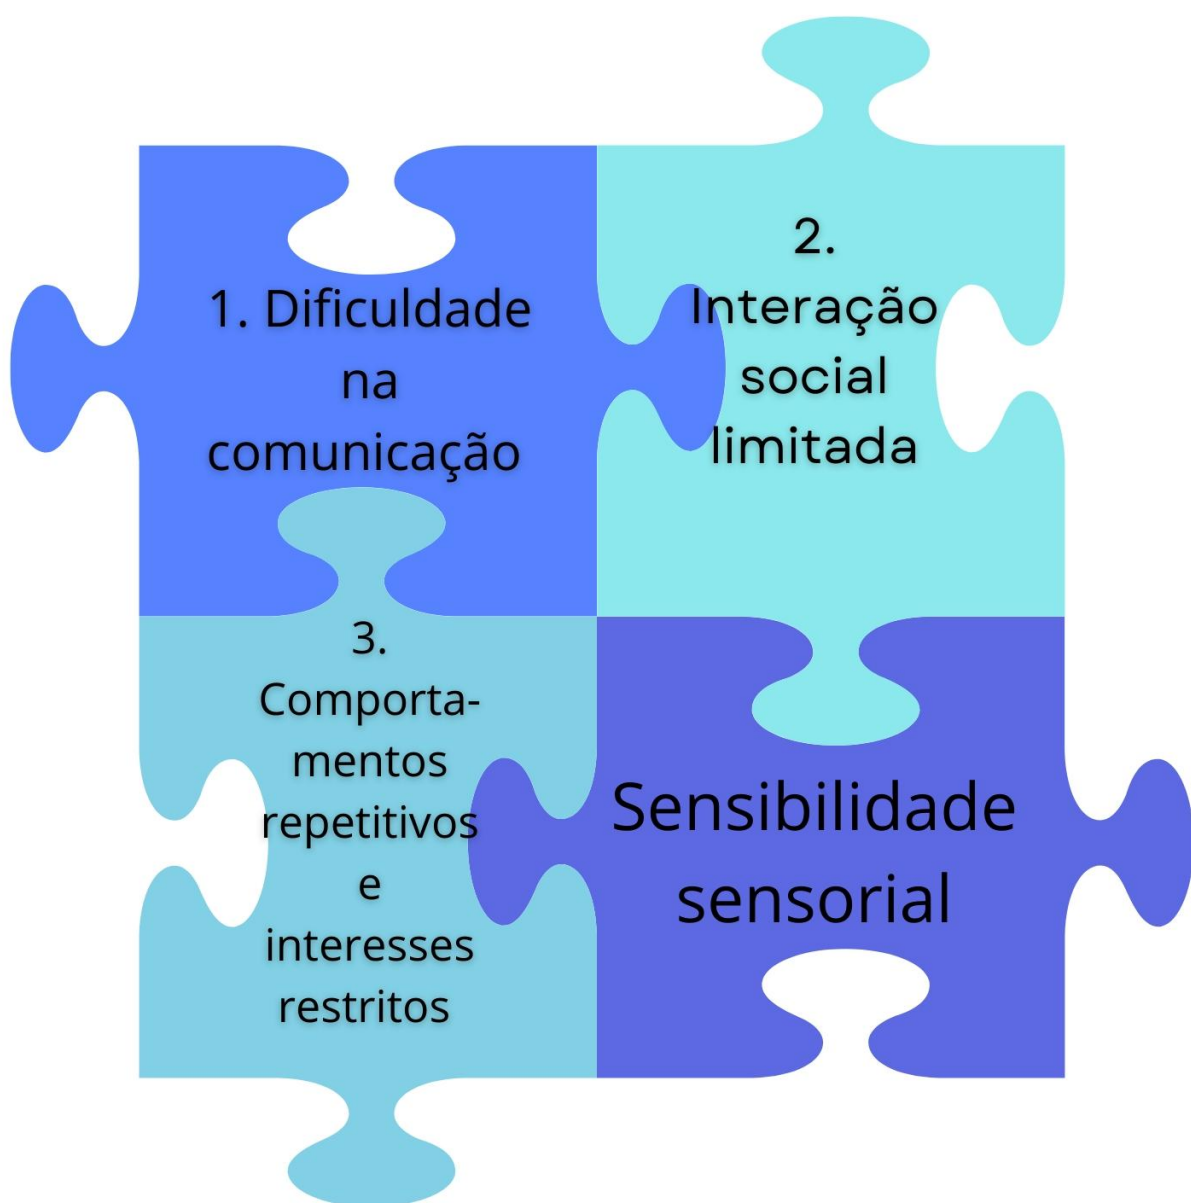 1. Dificuldade
na
comunicação
2.
Interação
social
limitada
3.
Comporta-
mentos
repetitivos
e
interesses
restritos
Sensibilidade
sensorial